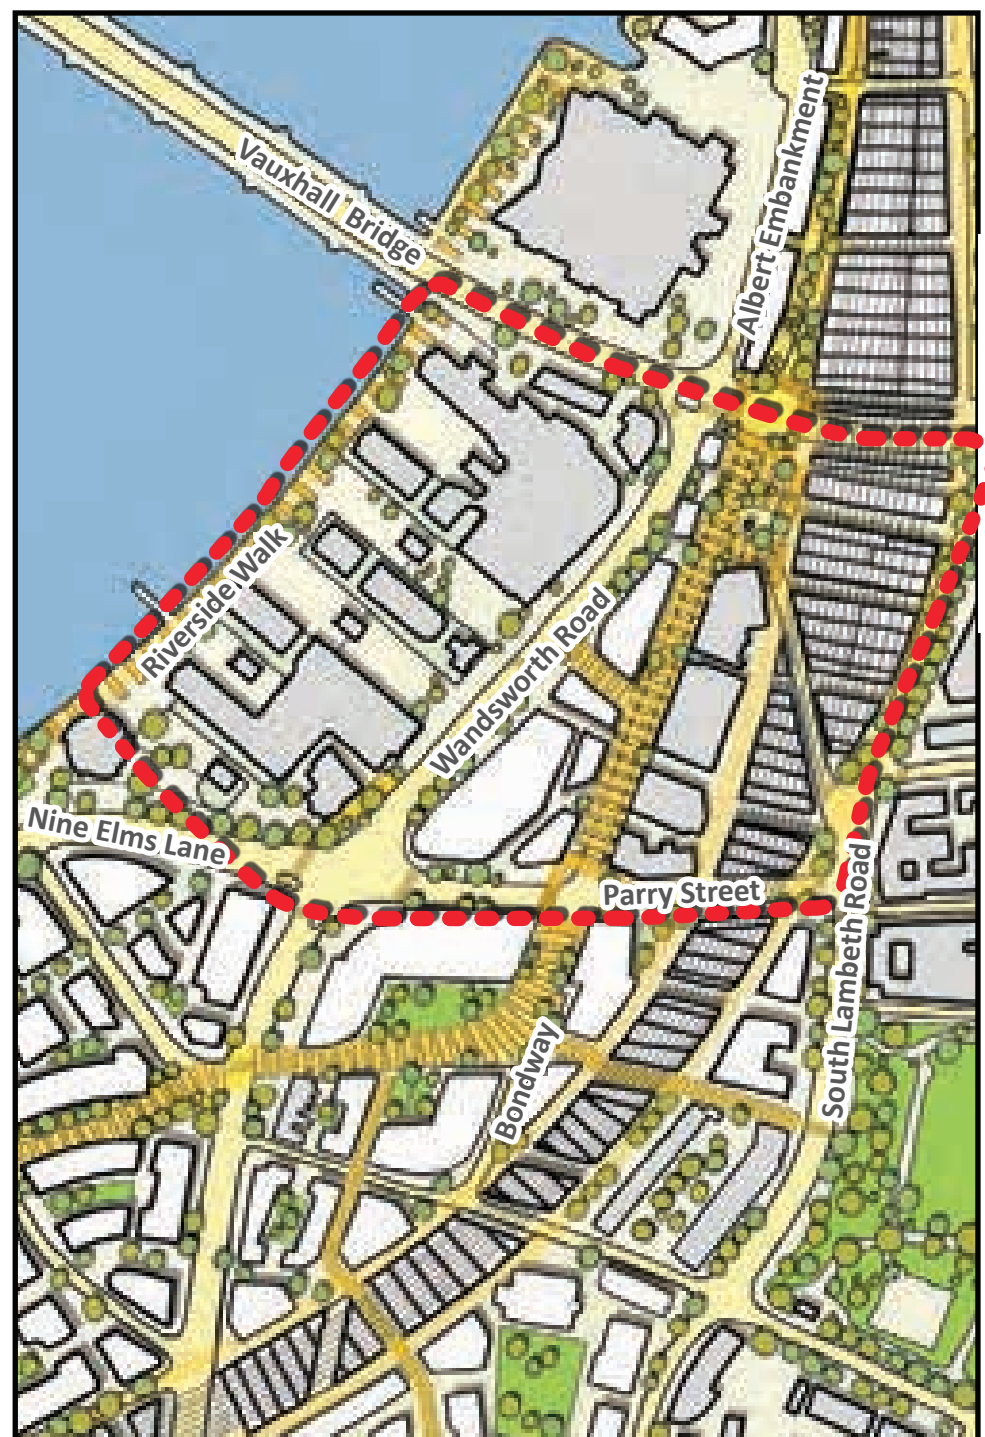 Vauxhall Bridge
Albert Embankment
Riverside Walk
Wandsworth Road
Nine Elms Lane
Parry Street
South Lambeth Road
Bondway